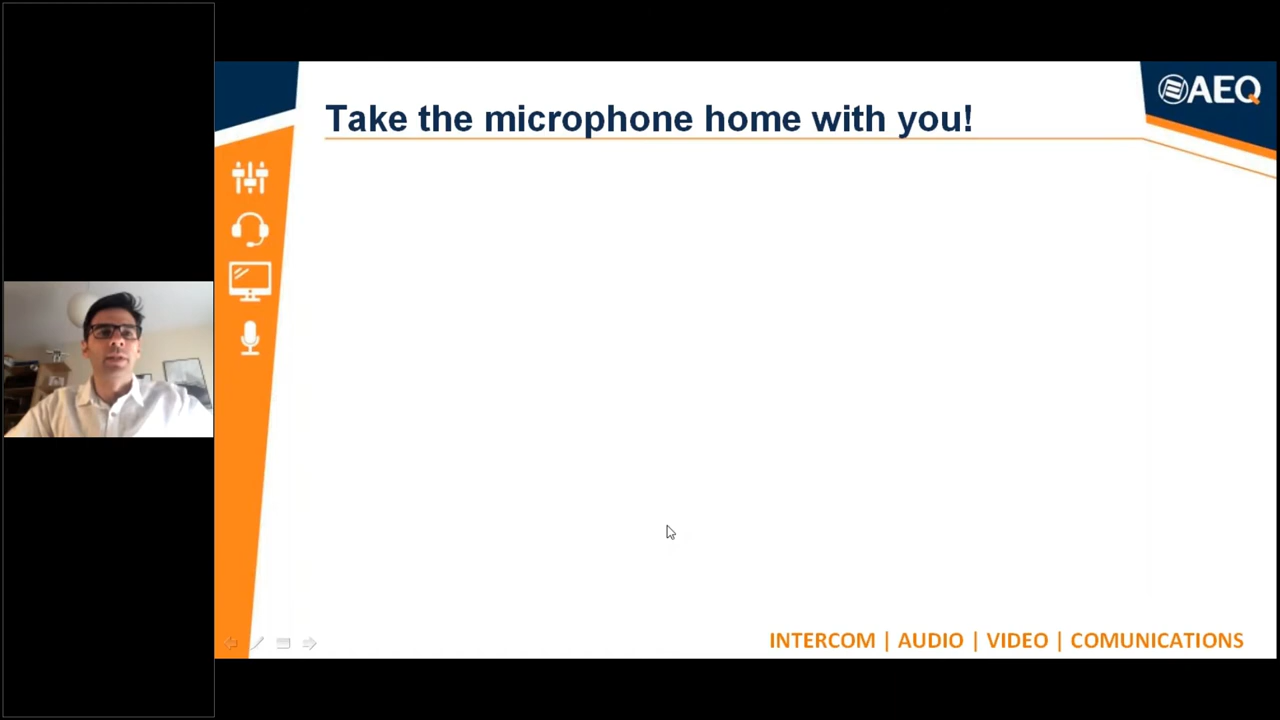 Take the microphone home with you!
AEQ
INTERCOM | AUDIO | VIDEO | COMUNICATIONS